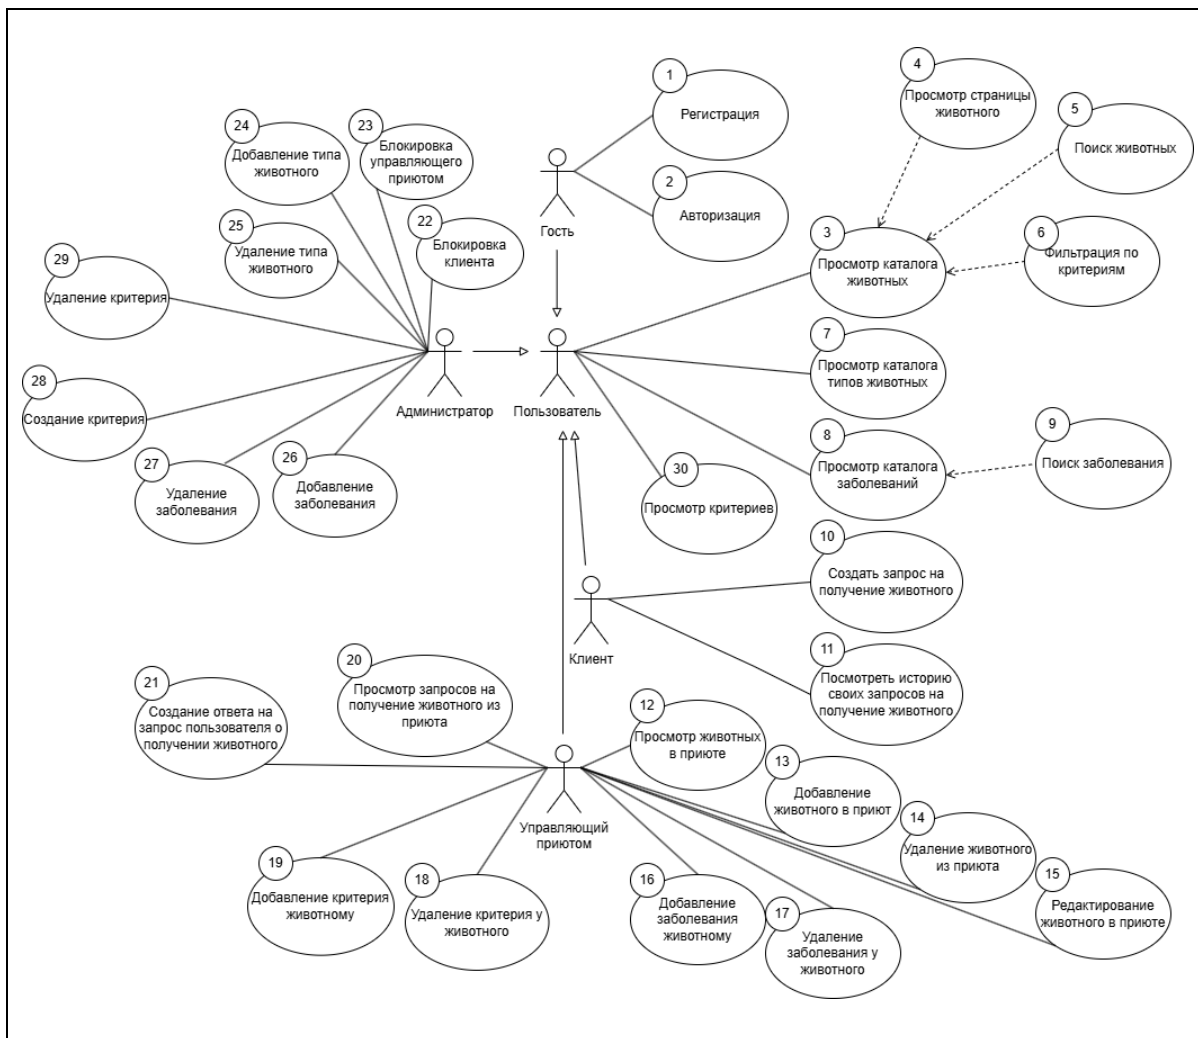 4
Просмотр страницы
животного
1
Регистрация
5
Поиск животных
24
Добавление типа
животного
23
Блокировка
управляющего
приютом
2
Авторизация
Гость
22
Блокировка
клиента
25
Удаление типа
животного
3
Просмотр каталога
животных
6
Фильтрация по
критериям
29
Удаление критерия
7
Просмотр каталога
типов животных
Администратор
Пользователь
28
Создание критерия
8
Просмотр каталога
заболеваний
9
Поиск заболевания
27
Удаление
заболевания
26
Добавление
заболевания
30
Просмотр критериев
10
Создать запрос на
получение животного
Клиент
11
Посмотреть историю
своих запросов на
получение животного
20
Просмотр запросов на
получение животного из
приюта
21
Создание ответа на
запрос пользователя о
получении животного
12
Просмотр животных
в приюте
13
Добавление
животного в приют
Управляющий
приютом
14
Удаление животного
из приюта
19
Добавление критерия
животному
18
Удаление критерия у
животного
16
Добавление
заболевания
животному
17
Удаление
заболевания у
животного
15
Редактирование
животного в приюте